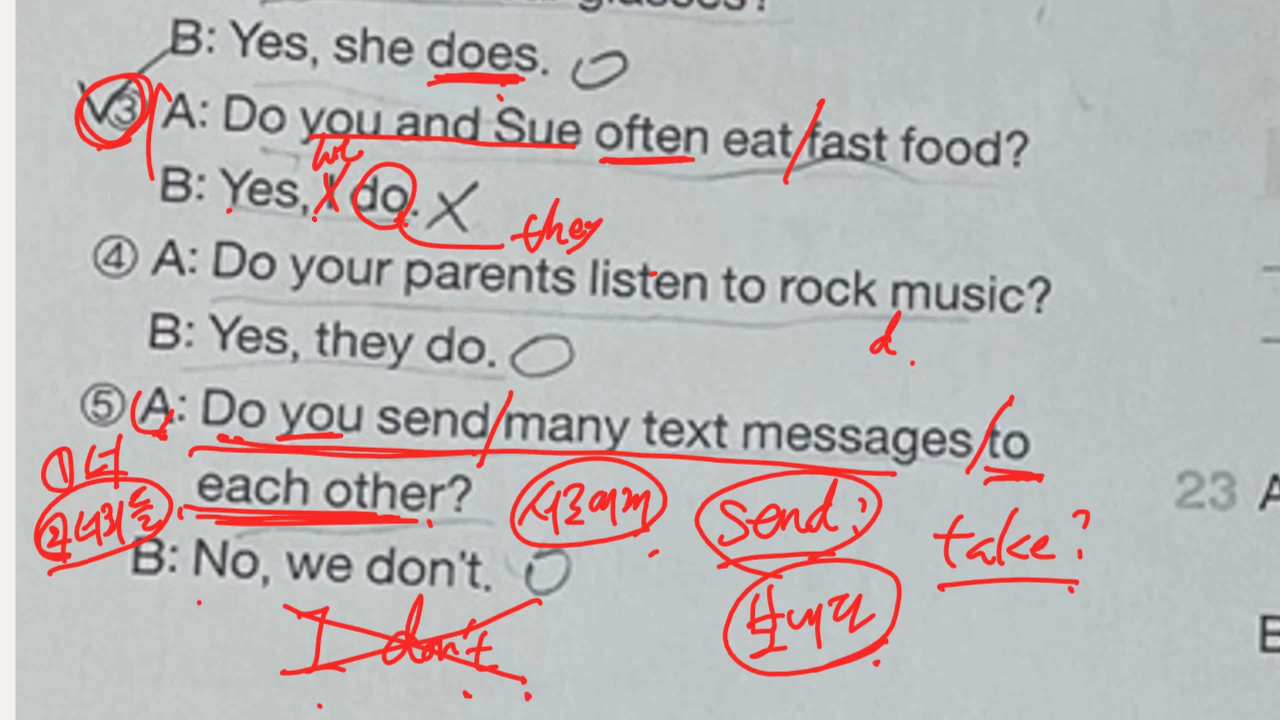 B: Yes, she does.
③ A: Do you and Sue often eat fast food?
we
B: Yes, I do.
they
④ A: Do your parents listen to rock music?
d.
B: Yes, they do.
⑤ A: Do you send many text messages to
① 너
each other? 서로에게 send? take?
② 너희들
B: No, we don't.
보내다
I don't
23 A
B